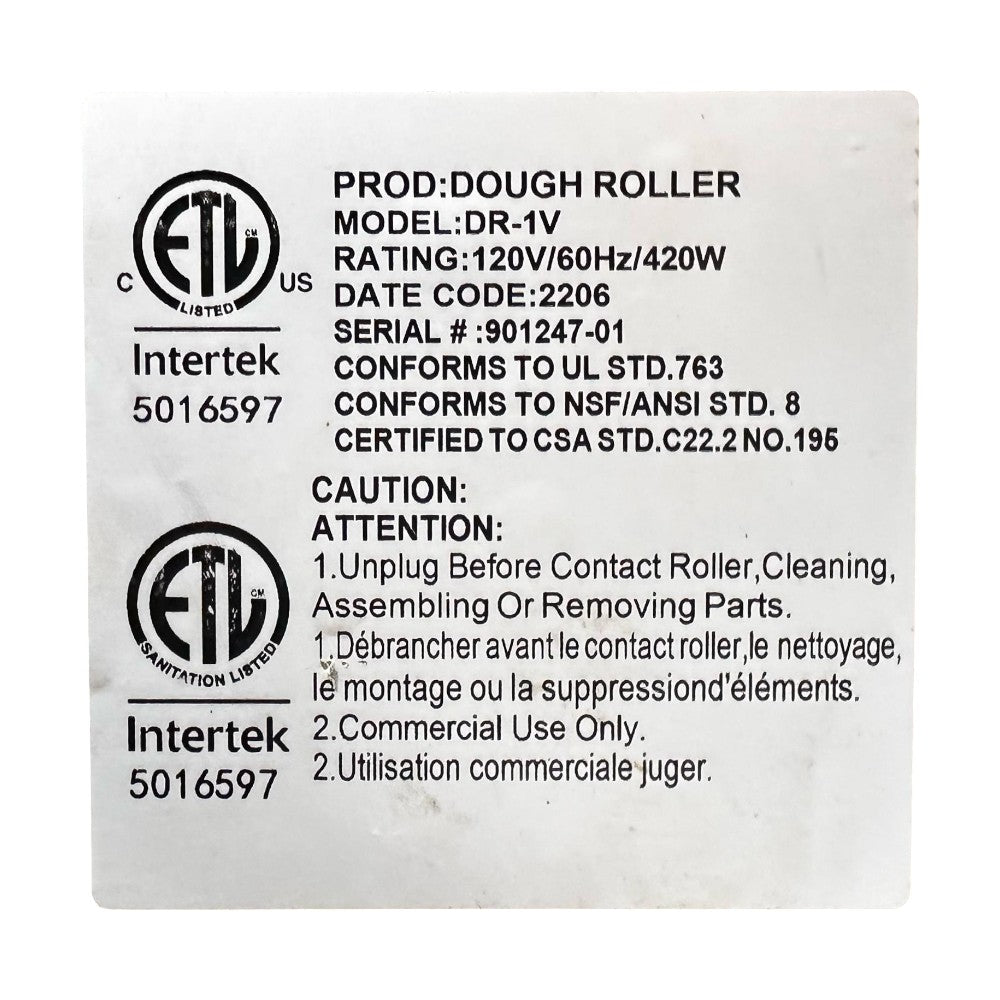 ETL CM
C US
LISTED
Intertek
5016597
PROD:DOUGH ROLLER
MODEL:DR-1V
RATING:120V/60Hz/420W
DATE CODE:2206
SERIAL # :901247-01
CONFORMS TO UL STD.763
CONFORMS TO NSF/ANSI STD. 8
CERTIFIED TO CSA STD.C22.2 NO.195
ETL CM
SANITATION LISTED
Intertek
5016597
CAUTION:
ATTENTION:
1.Unplug Before Contact Roller,Cleaning,
Assembling Or Removing Parts.
1.Débrancher avant le contact roller,le nettoyage,
le montage ou la suppressiond'éléments.
2.Commercial Use Only.
2.Utilisation commerciale juger.